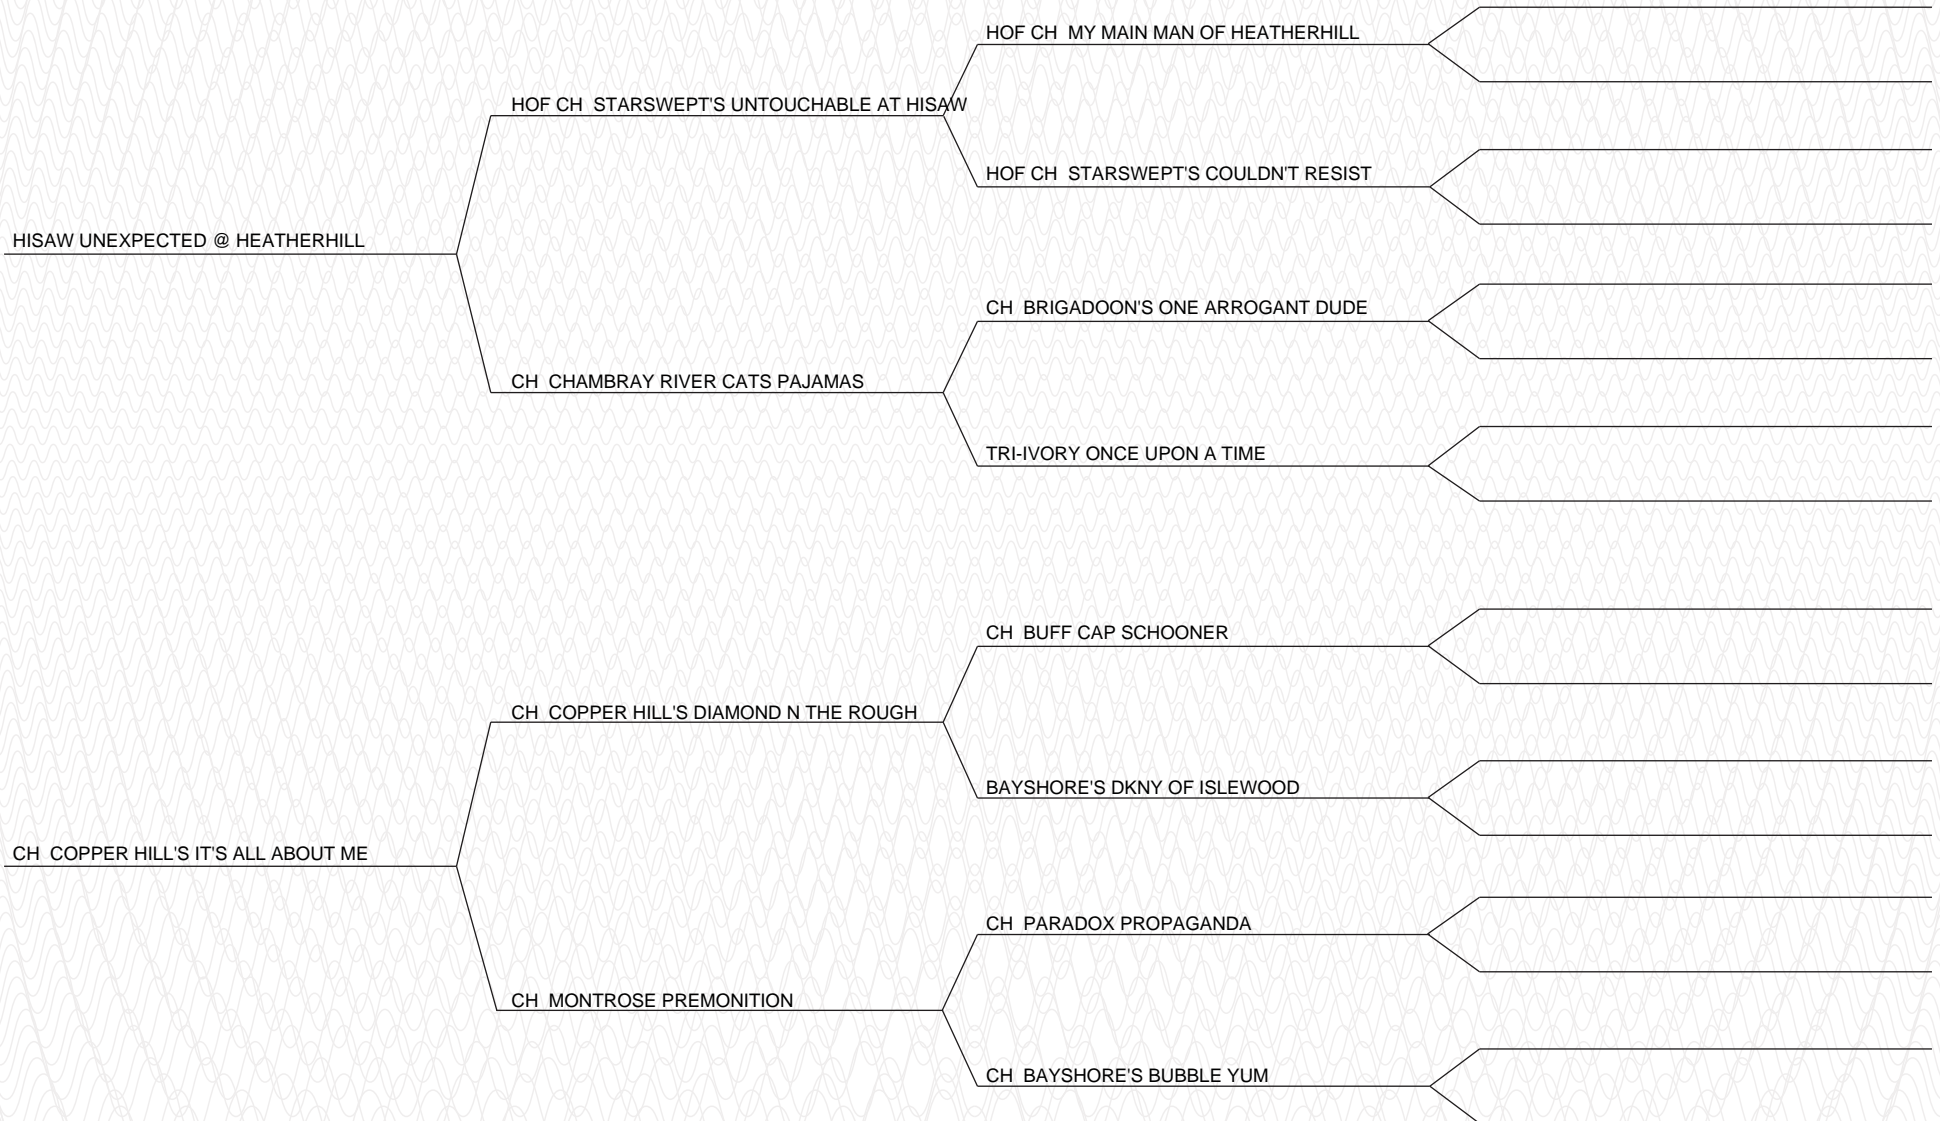 HOF CH  MY MAIN MAN OF HEATHERHILL
HOF CH  STARSWEPT'S UNTOUCHABLE AT HISAW
HOF CH  STARSWEPT'S COULDN'T RESIST
HISAW UNEXPECTED @ HEATHERHILL
CH  BRIGADOON'S ONE ARROGANT DUDE
CH  CHAMBRAY RIVER CATS PAJAMAS
TRI-IVORY ONCE UPON A TIME
CH  BUFF CAP SCHOONER
CH  COPPER HILL'S DIAMOND N THE ROUGH
BAYSHORE'S DKNY OF ISLEWOOD
CH  COPPER HILL'S IT'S ALL ABOUT ME
CH  PARADOX PROPAGANDA
CH  MONTROSE PREMONITION
CH  BAYSHORE'S BUBBLE YUM